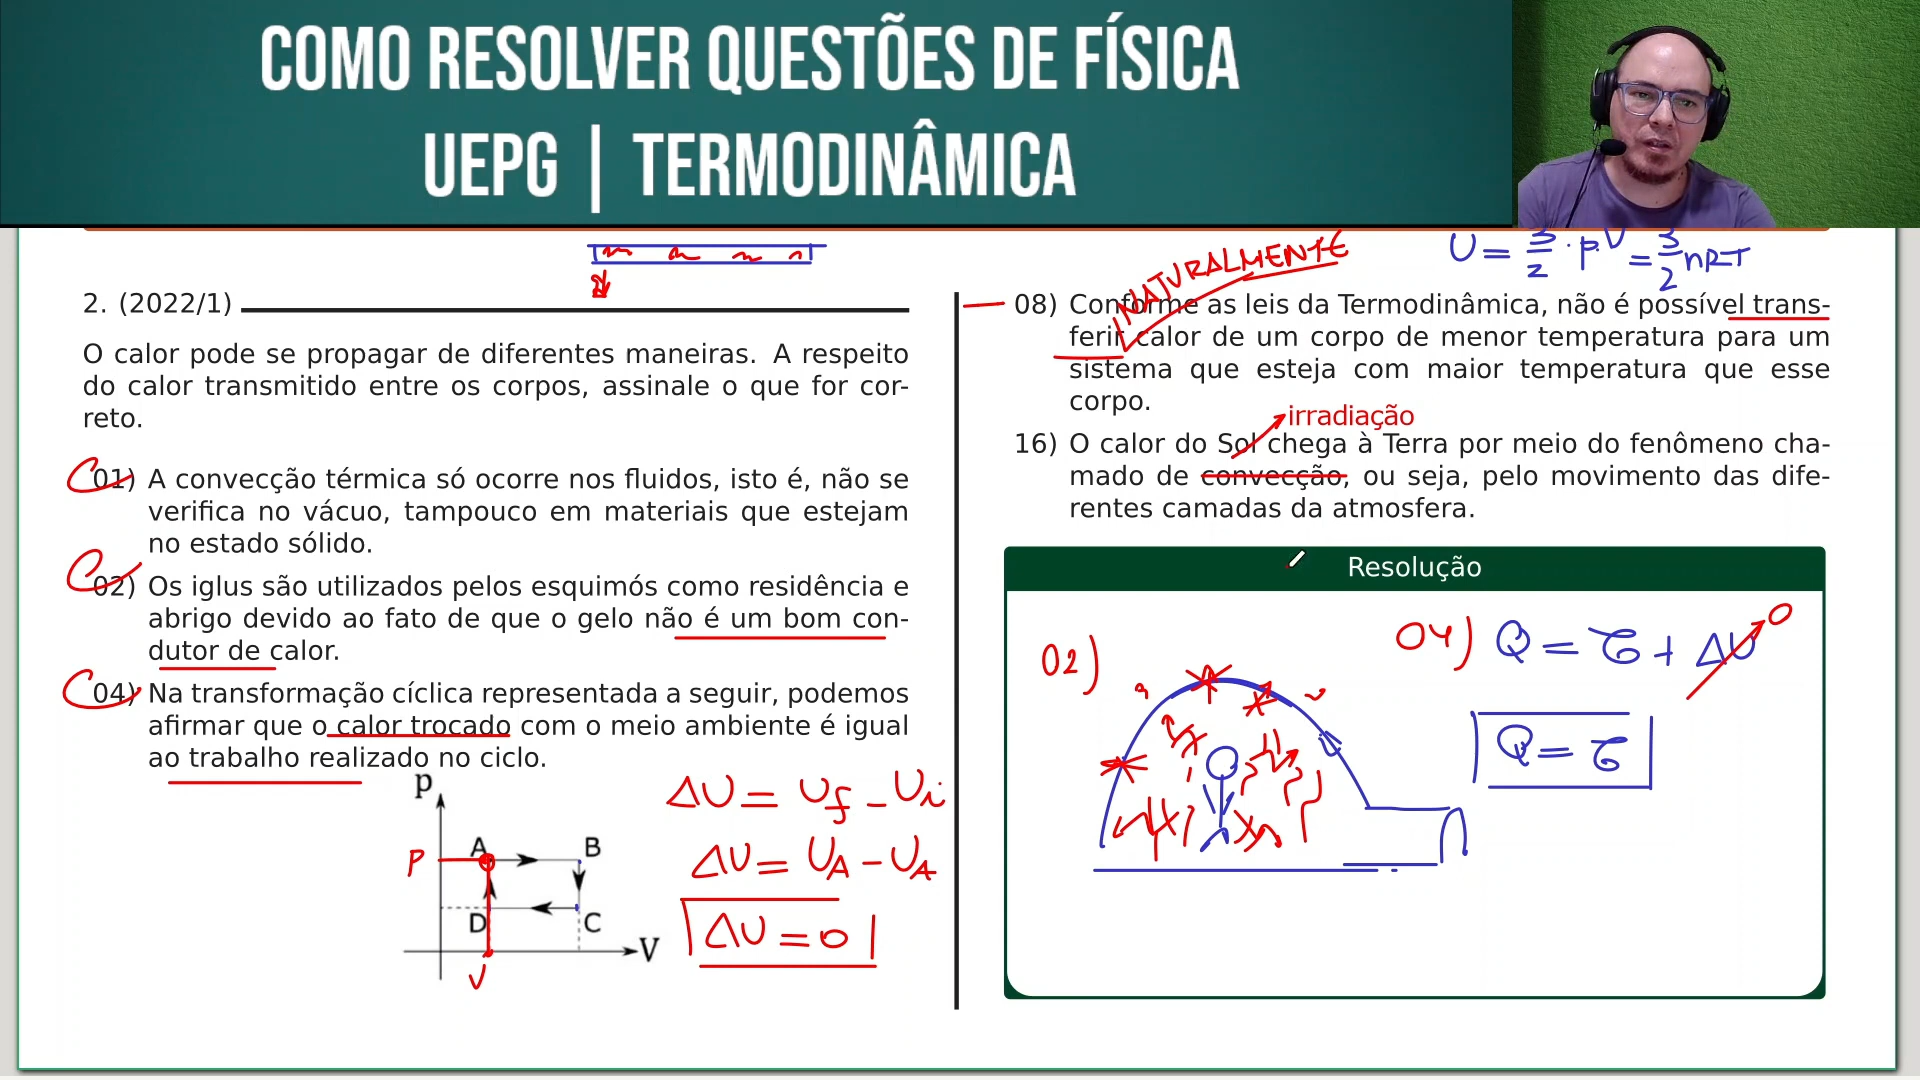 COMO RESOLVER QUESTÕES DE FÍSICA
UEPG | TERMODINÂMICA
2. (2022/1)
O calor pode se propagar de diferentes maneiras. A respeito
do calor transmitido entre os corpos, assinale o que for cor-
reto.
01) A convecção térmica só ocorre nos fluidos, isto é, não se
verifica no vácuo, tampouco em materiais que estejam
no estado sólido.
02) Os iglus são utilizados pelos esquimós como residência e
abrigo devido ao fato de que o gelo não é um bom con-
dutor de calor.
04) Na transformação cíclica representada a seguir, podemos
afirmar que o calor trocado com o meio ambiente é igual
ao trabalho realizado no ciclo.
p
A
B
P
D
C
V
V
ΔU = Uf - Ui
ΔU = UA - UA
ΔU = 0
U = 3/2 · pV = 3/2 nRT
NATURALMENTE
08) Conforme as leis da Termodinâmica, não é possível trans-
ferir calor de um corpo de menor temperatura para um
sistema que esteja com maior temperatura que esse
corpo.
irradiação
16) O calor do Sol chega à Terra por meio do fenômeno cha-
mado de convecção, ou seja, pelo movimento das dife-
rentes camadas da atmosfera.
Resolução
02)
04) Q = τ + ΔU 0
Q = τ